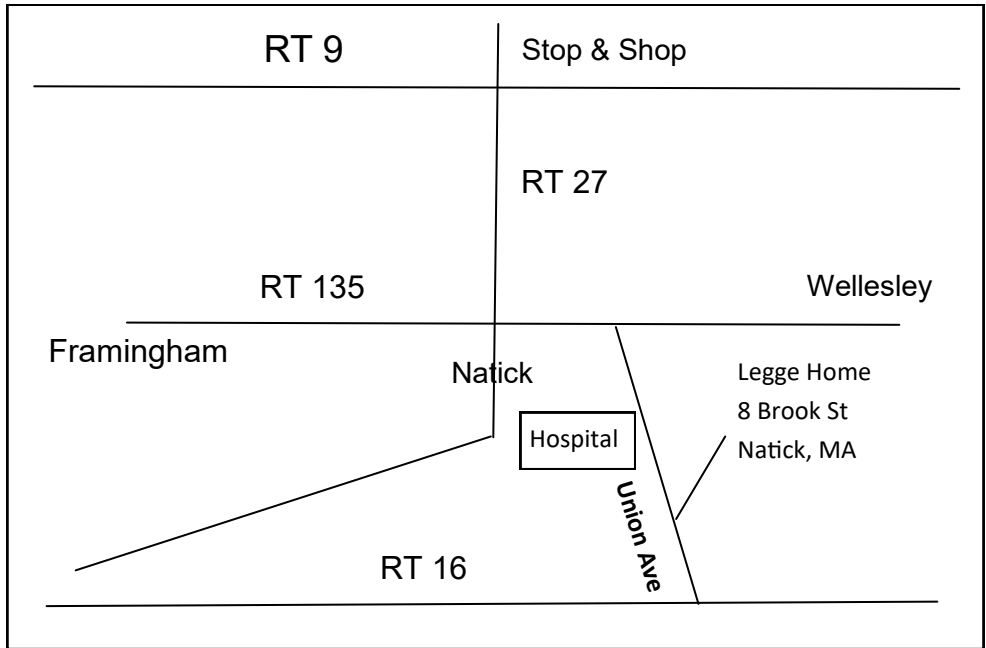 RT 9
Stop & Shop
RT 27
RT 135
Wellesley
Framingham
Natick
Legge Home
8 Brook St
Natick, MA
Hospital
Union Ave
RT 16